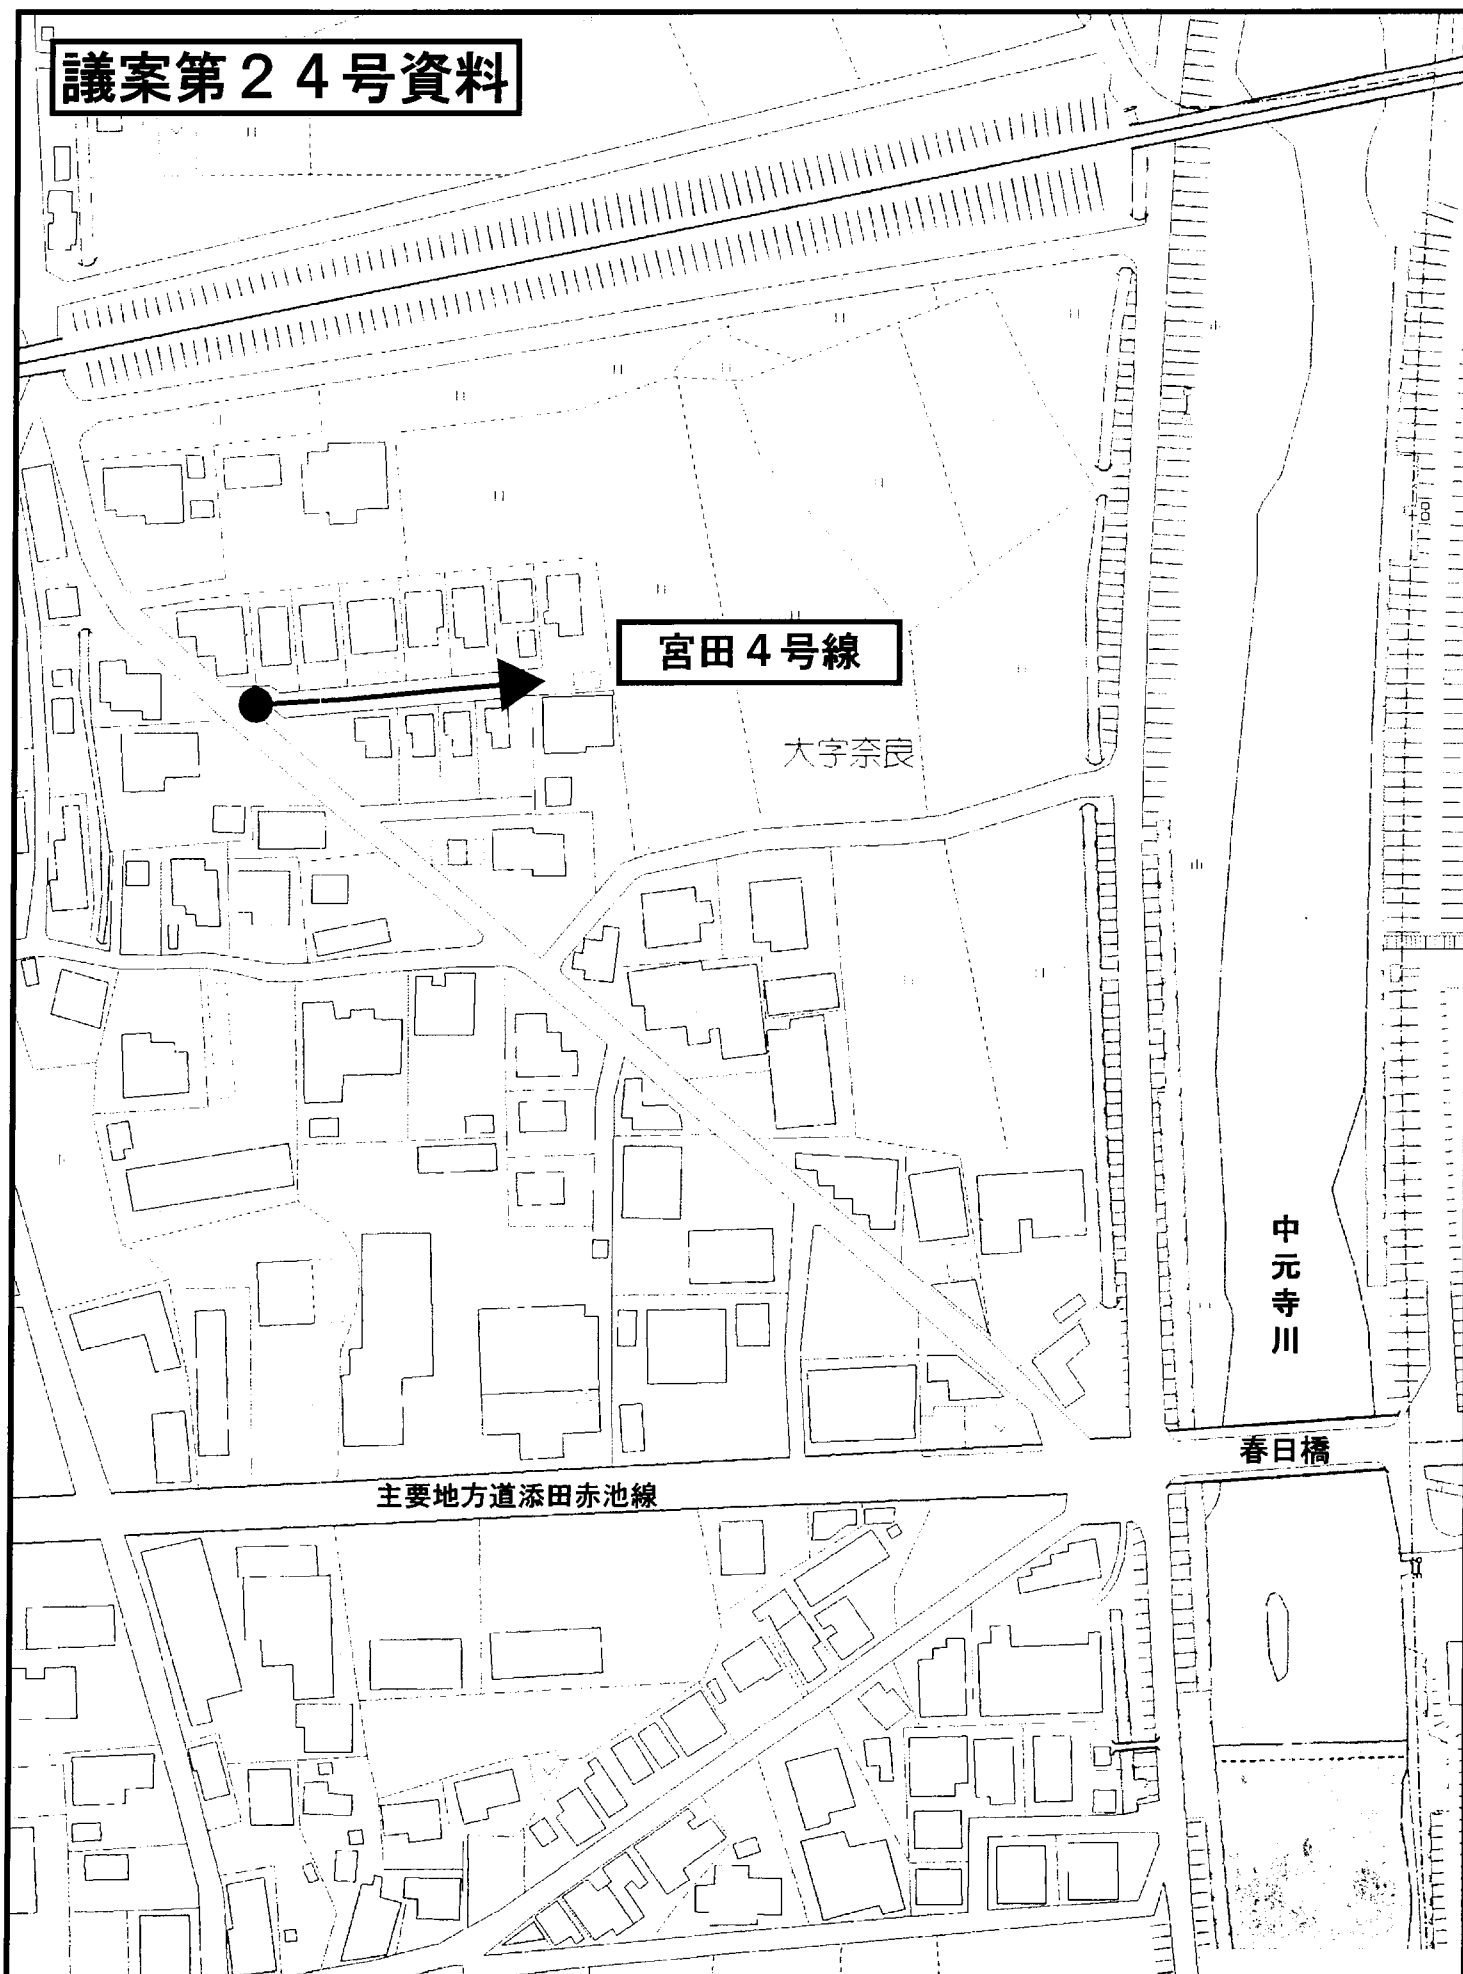 議案第２４号資料
宮田４号線
大字奈良
中元寺川
春日橋
主要地方道添田赤池線